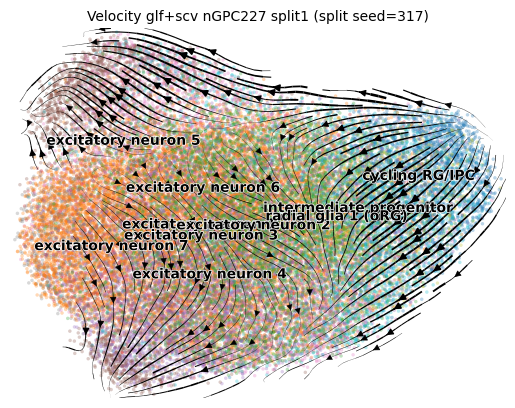 Velocity glf+scv nGPC227 split1 (split seed=317)
excitatory neuron 5
cycling RG/IPC
excitatory neuron 6
intermediate progenitor
radial glia 1 (oRG)
excitatory neuron 2
excitatory neuron 3
excitatory neuron 7
excitatory neuron 4